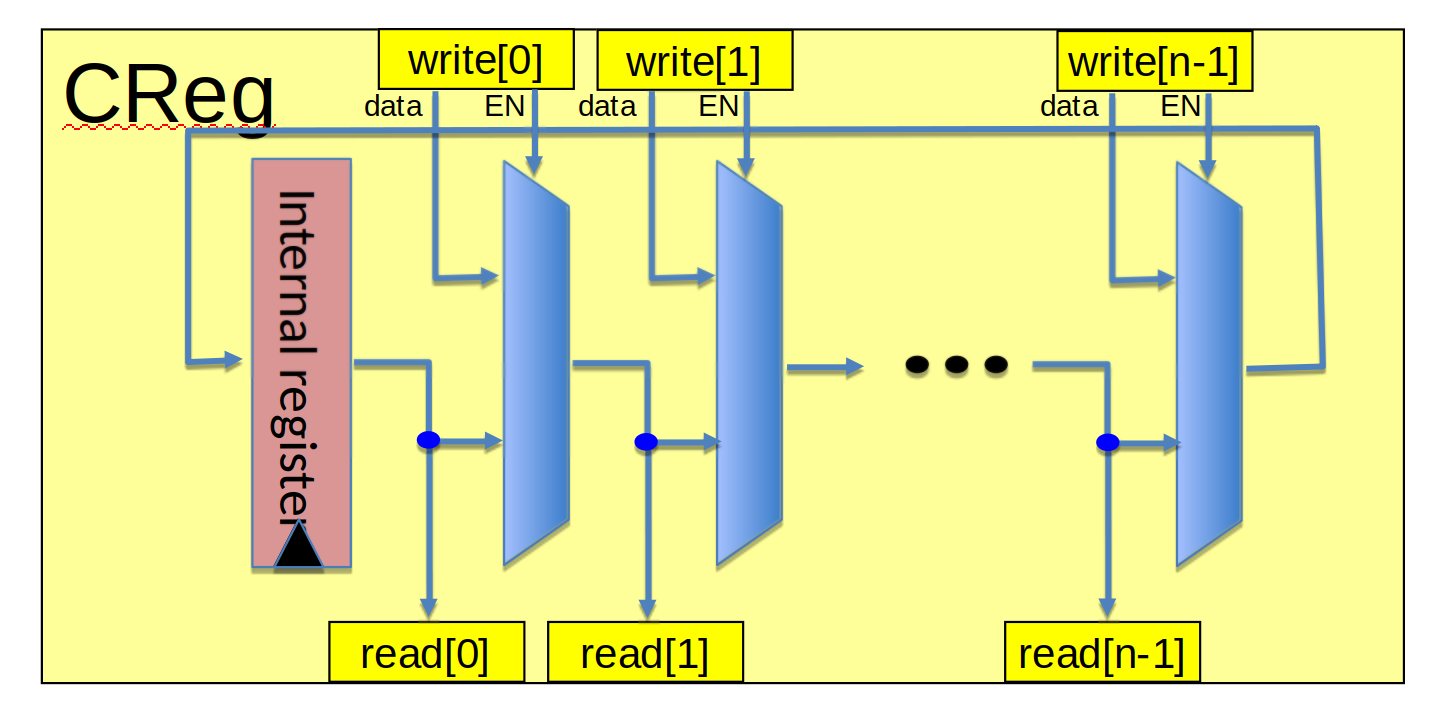 CReg
write[0]
write[1]
write[n-1]
data
EN
data
EN
data
EN
Internal register
read[0]
read[1]
read[n-1]